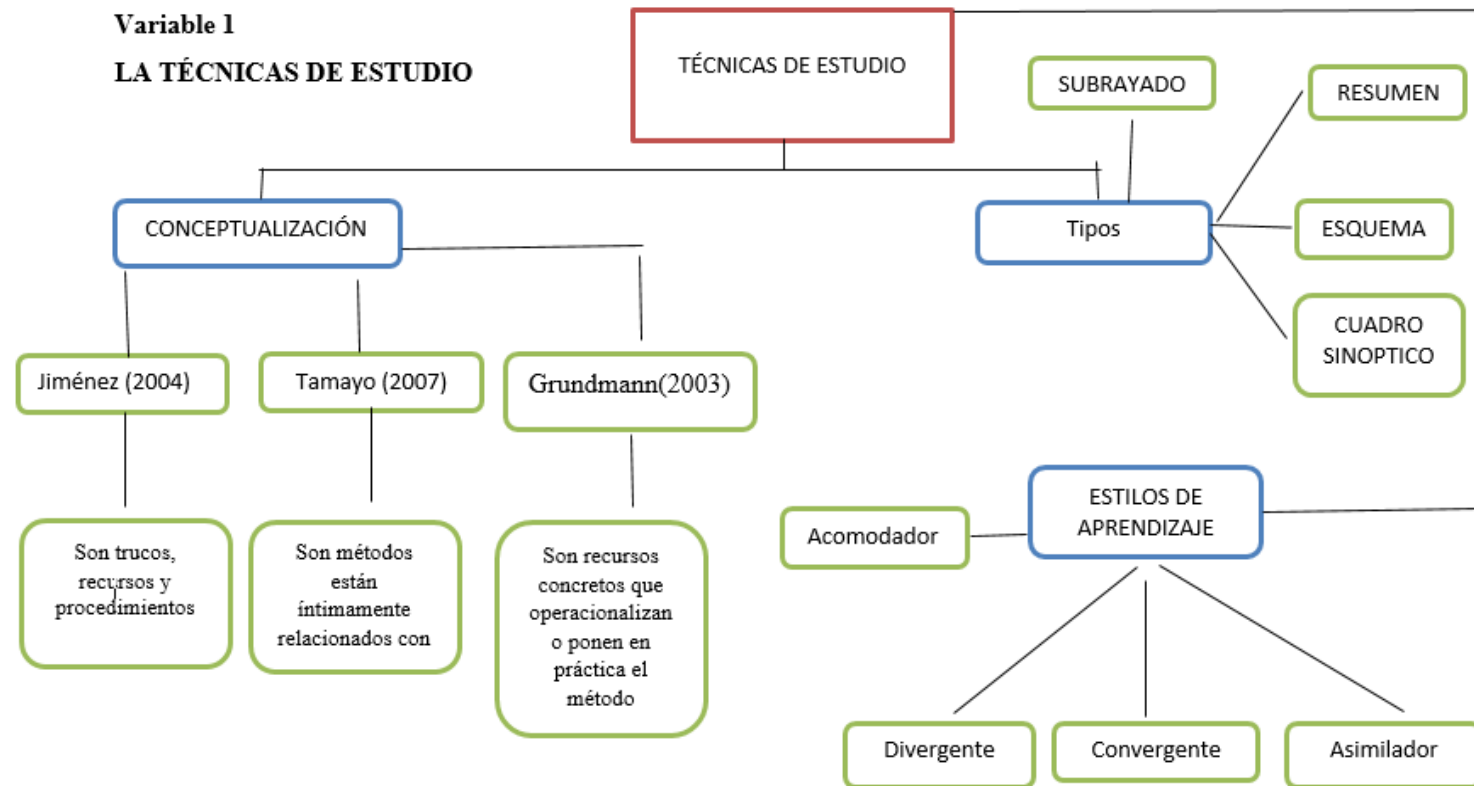 Variable 1
LA TÉCNICAS DE ESTUDIO
TÉCNICAS DE ESTUDIO
SUBRAYADO
RESUMEN
CONCEPTUALIZACIÓN
Tipos
ESQUEMA
CUADRO
SINOPTICO
Jiménez (2004)
Tamayo (2007)
Grundmann(2003)
Son trucos,
recursos y
procedimientos
Son métodos
están
íntimamente
relacionados con
Son recursos
concretos que
operacionalizan
o ponen en
práctica el
método
ESTILOS DE
APRENDIZAJE
Acomodador
Divergente
Convergente
Asimilador